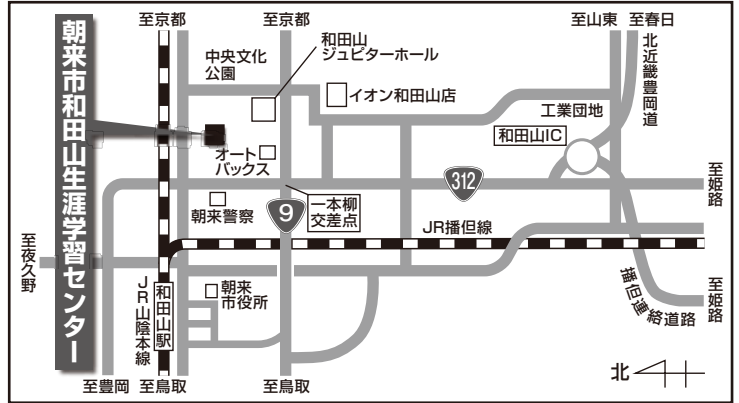 至京都
至京都
至山東
至春日
朝来市和田山生涯学習センター
中央文化
公園
和田山
ジュピターホール
イオン和田山店
北近畿豊岡道
工業団地
和田山IC
オート
バックス
312
至姫路
朝来警察
9
一本柳
交差点
JR播但線
至夜久野
JR山陰本線
和田山駅
朝来
市役所
播但連絡道路
至姫路
北
至豊岡
至鳥取
至鳥取